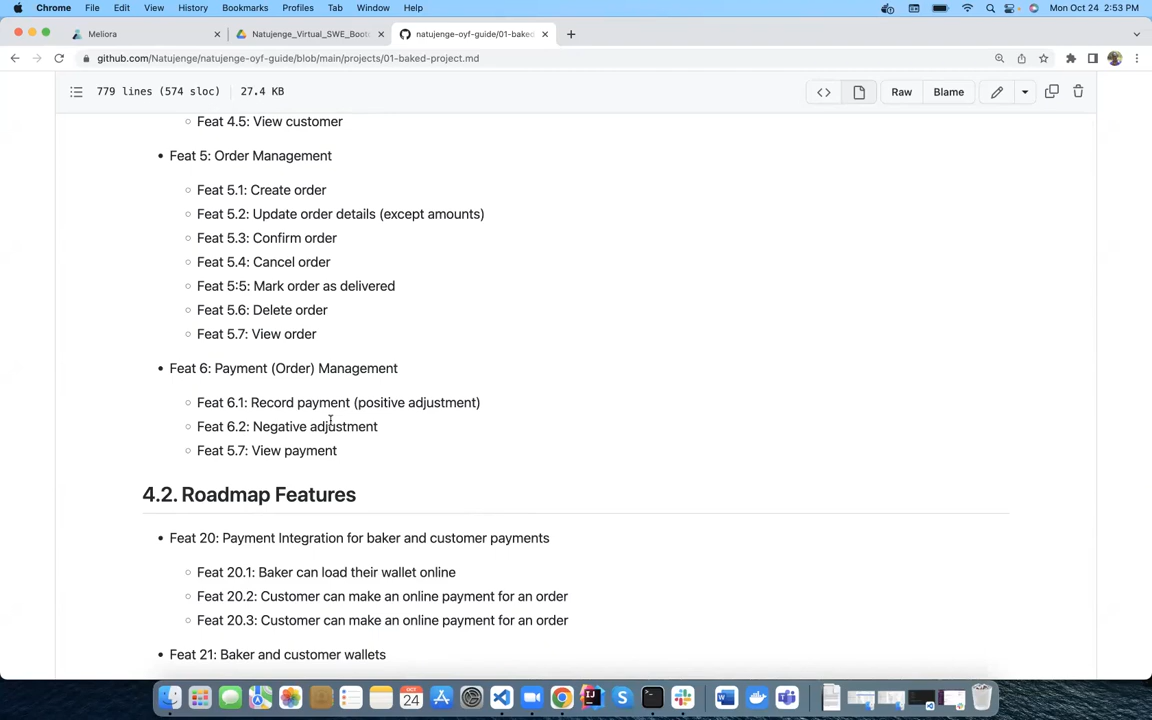 Chrome File Edit View History Bookmarks Profiles Tab Window Help Mon Oct 24 2:53 PM
Meliora Natujenge_Virtual_SWE_Boot natujenge-oyf-guide/01-baked-
github.com/Natujenge/natujenge-oyf-guide/blob/main/projects/01-baked-project.md
779 lines (574 sloc) 27.4 KB Raw Blame
Feat 4.5: View customer
Feat 5: Order Management
Feat 5.1: Create order
Feat 5.2: Update order details (except amounts)
Feat 5.3: Confirm order
Feat 5.4: Cancel order
Feat 5:5: Mark order as delivered
Feat 5.6: Delete order
Feat 5.7: View order
Feat 6: Payment (Order) Management
Feat 6.1: Record payment (positive adjustment)
Feat 6.2: Negative adjustment
Feat 5.7: View payment
4.2. Roadmap Features
Feat 20: Payment Integration for baker and customer payments
Feat 20.1: Baker can load their wallet online
Feat 20.2: Customer can make an online payment for an order
Feat 20.3: Customer can make an online payment for an order
Feat 21: Baker and customer wallets
OCT
24